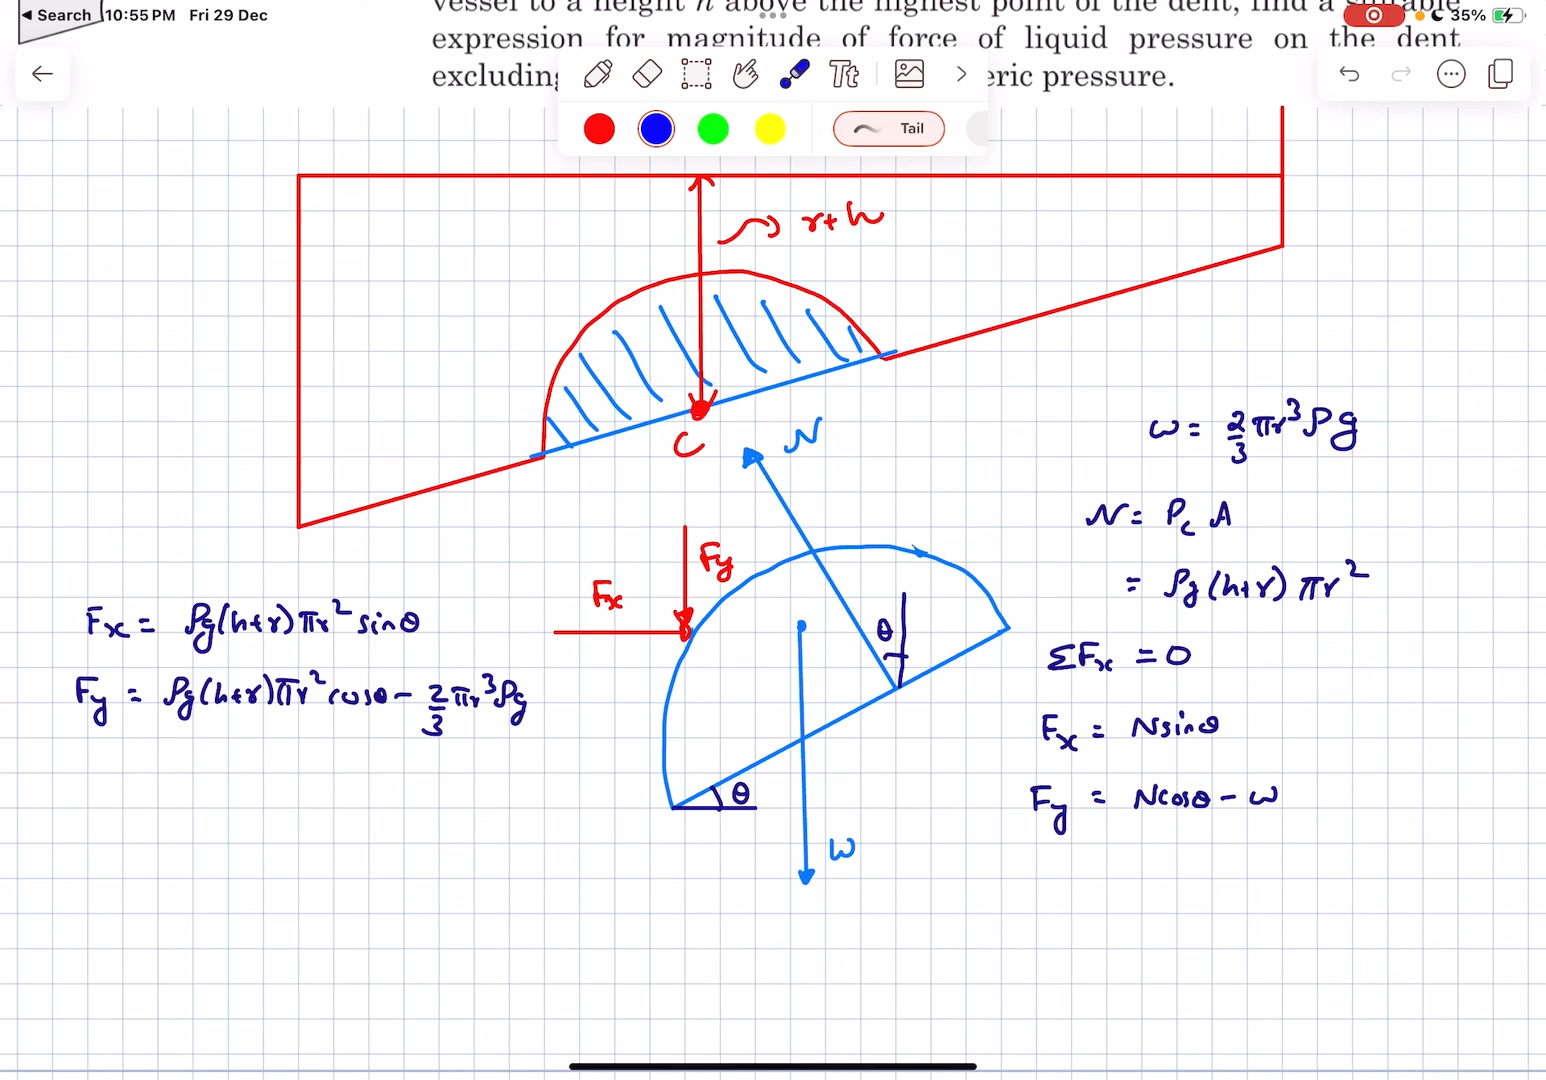 ◀ Search 10:55 PM Fri 29 Dec
35%
vessel to a height h above the highest point of the dent, find a
expression for magnitude of force of liquid pressure on the dent
excluding eric pressure.
Tt
Tail
r+h
C
N
ω = 2/3 πr³ρg
N = P_c A
= ρg(h+r) πr²
ΣFx = 0
Fx = Nsinθ
Fy = Ncosθ - ω
Fx
Fy
θ
θ
W
Fx = ρg(h+r)πr² sinθ
Fy = ρg(h+r)πr² cosθ - 2/3 πr³ρg